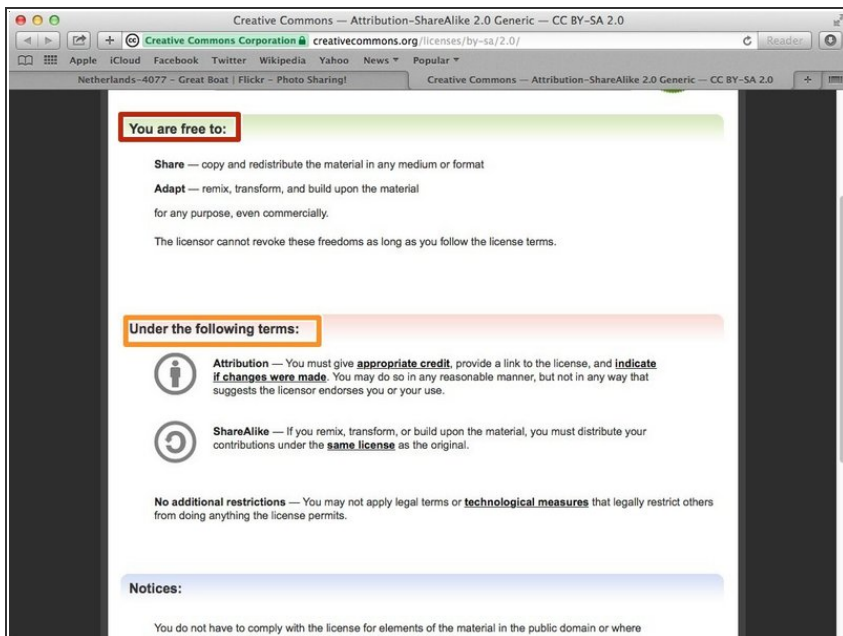 Creative Commons — Attribution-ShareAlike 2.0 Generic — CC BY-SA 2.0
Creative Commons Corporation creativecommons.org/licenses/by-sa/2.0/ Reader
Apple iCloud Facebook Twitter Wikipedia Yahoo News Popular
Netherlands-4077 – Great Boat | Flickr – Photo Sharing! Creative Commons — Attribution-ShareAlike 2.0 Generic — CC BY-SA 2.0
You are free to:
Share — copy and redistribute the material in any medium or format
Adapt — remix, transform, and build upon the material
for any purpose, even commercially.
The licensor cannot revoke these freedoms as long as you follow the license terms.
Under the following terms:
Attribution — You must give appropriate credit, provide a link to the license, and indicate
if changes were made. You may do so in any reasonable manner, but not in any way that
suggests the licensor endorses you or your use.
ShareAlike — If you remix, transform, or build upon the material, you must distribute your
contributions under the same license as the original.
No additional restrictions — You may not apply legal terms or technological measures that legally restrict others
from doing anything the license permits.
Notices:
You do not have to comply with the license for elements of the material in the public domain or where